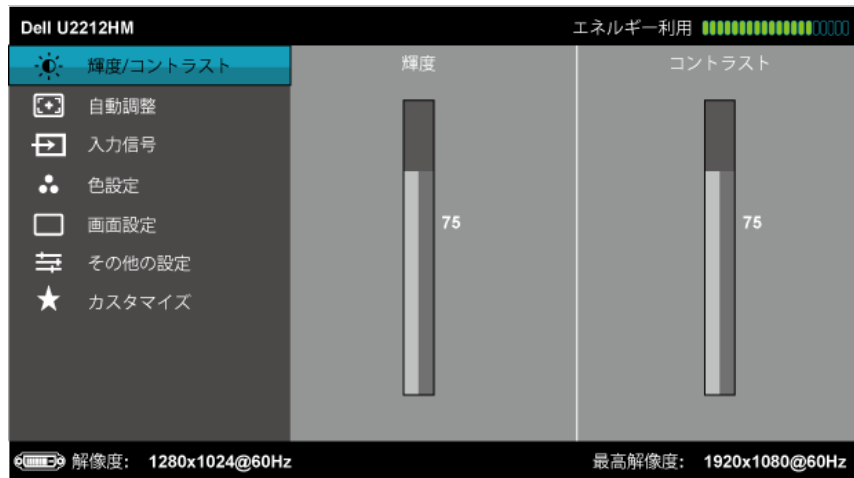 Dell U2212HM エネルギー利用
輝度/コントラスト
自動調整
入力信号
色設定
画面設定
その他の設定
カスタマイズ
輝度
75
コントラスト
75
解像度: 1280x1024@60Hz 最高解像度: 1920x1080@60Hz